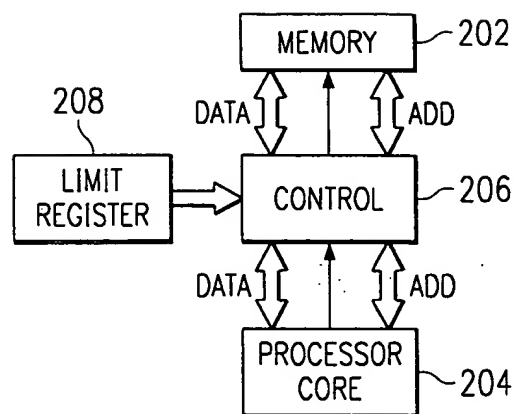 MEMORY
202
DATA
ADD
208
LIMIT
REGISTER
CONTROL
206
DATA
ADD
PROCESSOR
CORE
204